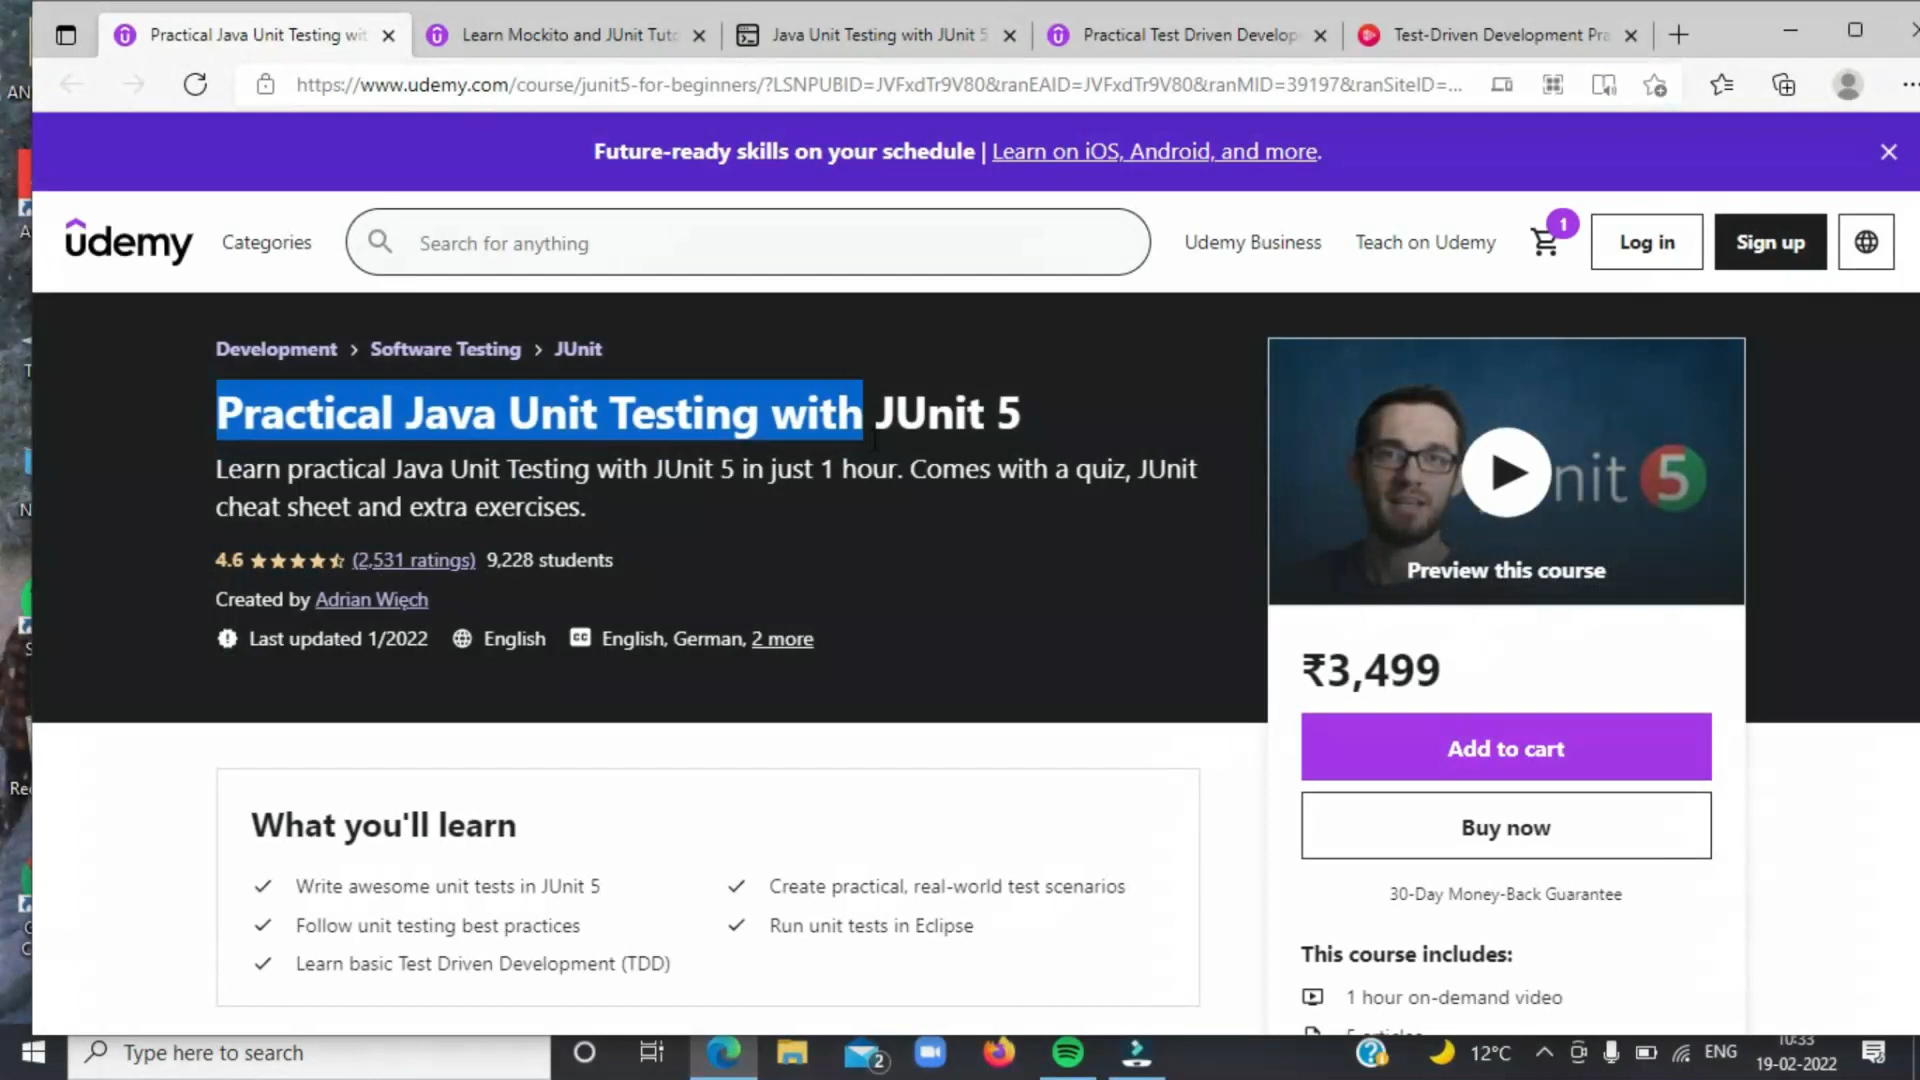 Practical Java Unit Testing wit
Learn Mockito and JUnit Tuto
Java Unit Testing with JUnit 5
Practical Test Driven Develop
Test-Driven Development Pra
https://www.udemy.com/course/junit5-for-beginners/?LSNPUBID=JVFxdTr9V80&ranEAID=JVFxdTr9V80&ranMID=39197&ranSiteID=...
Future-ready skills on your schedule | Learn on iOS, Android, and more.
udemy
Categories
Search for anything
Udemy Business
Teach on Udemy
1
Log in
Sign up
Development > Software Testing > JUnit
Practical Java Unit Testing with JUnit 5
Learn practical Java Unit Testing with JUnit 5 in just 1 hour. Comes with a quiz, JUnit
cheat sheet and extra exercises.
4.6 (2,531 ratings) 9,228 students
Created by Adrian Więch
Last updated 1/2022 English CC English, German, 2 more
nit 5
Preview this course
₹3,499
Add to cart
Buy now
30-Day Money-Back Guarantee
This course includes:
1 hour on-demand video
What you'll learn
Write awesome unit tests in JUnit 5
Create practical, real-world test scenarios
Follow unit testing best practices
Run unit tests in Eclipse
Learn basic Test Driven Development (TDD)
Type here to search
2
12°C
ENG
10:33
19-02-2022